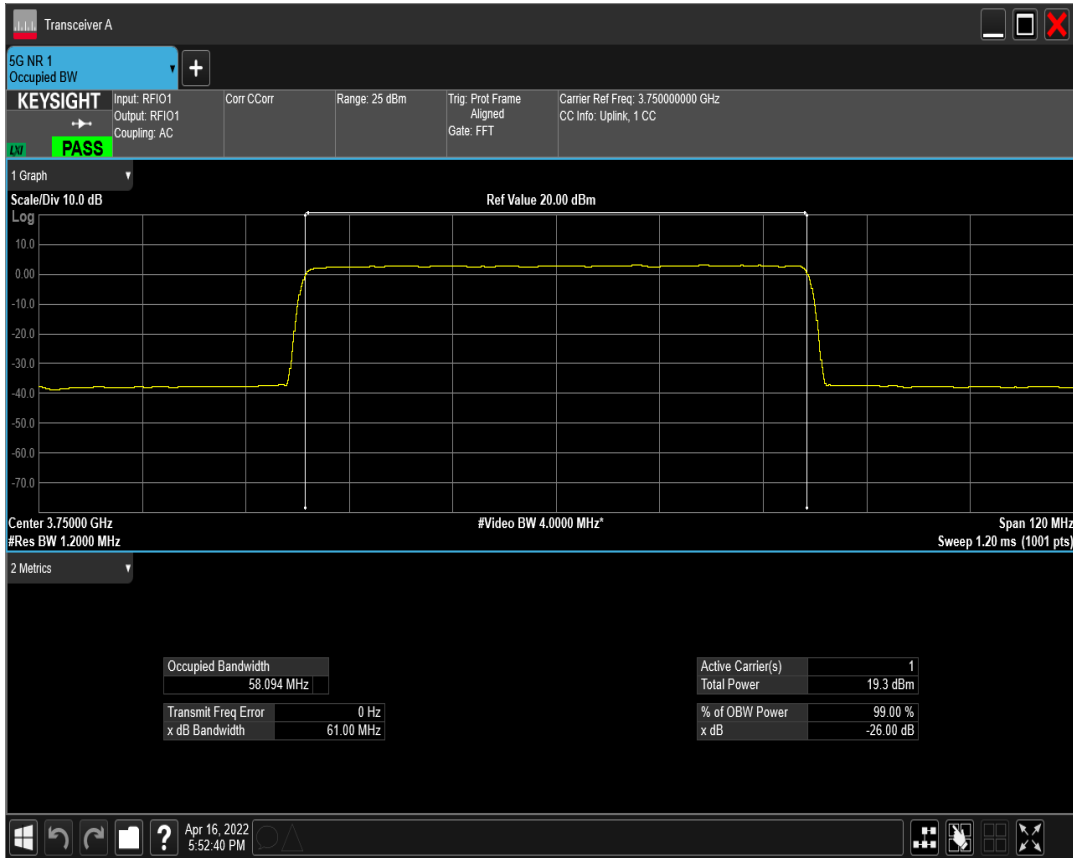 Transceiver A
5G NR 1
Occupied BW
+
KEYSIGHT
LXI
PASS
Input: RFIO1
Output: RFIO1
Coupling: AC
Corr CCorr
Range: 25 dBm
Trig: Prot Frame
Aligned
Gate: FFT
Carrier Ref Freq: 3.750000000 GHz
CC Info: Uplink, 1 CC
1 Graph
Scale/Div 10.0 dB
Ref Value 20.00 dBm
Log
10.0
0.00
-10.0
-20.0
-30.0
-40.0
-50.0
-60.0
-70.0
Center 3.75000 GHz
#Video BW 4.0000 MHz*
Span 120 MHz
#Res BW 1.2000 MHz
Sweep 1.20 ms (1001 pts)
2 Metrics
Occupied Bandwidth
58.094 MHz
Transmit Freq Error 0 Hz
x dB Bandwidth 61.00 MHz
Active Carrier(s) 1
Total Power 19.3 dBm
% of OBW Power 99.00 %
x dB -26.00 dB
?
Apr 16, 2022
5:52:40 PM